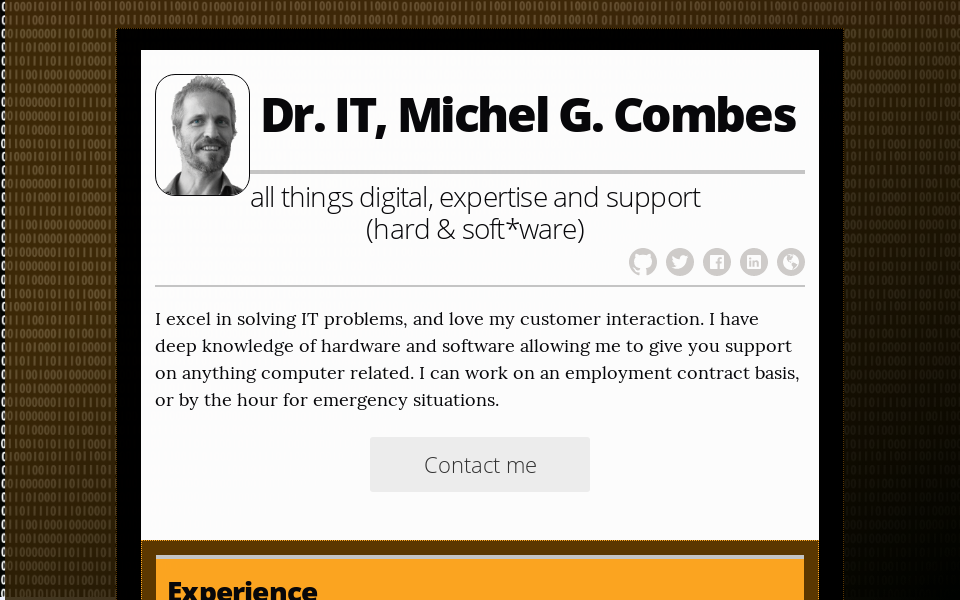 Dr. IT, Michel G. Combes
all things digital, expertise and support
(hard & soft*ware)
I excel in solving IT problems, and love my customer interaction. I have
deep knowledge of hardware and software allowing me to give you support
on anything computer related. I can work on an employment contract basis,
or by the hour for emergency situations.
Contact me
Experience